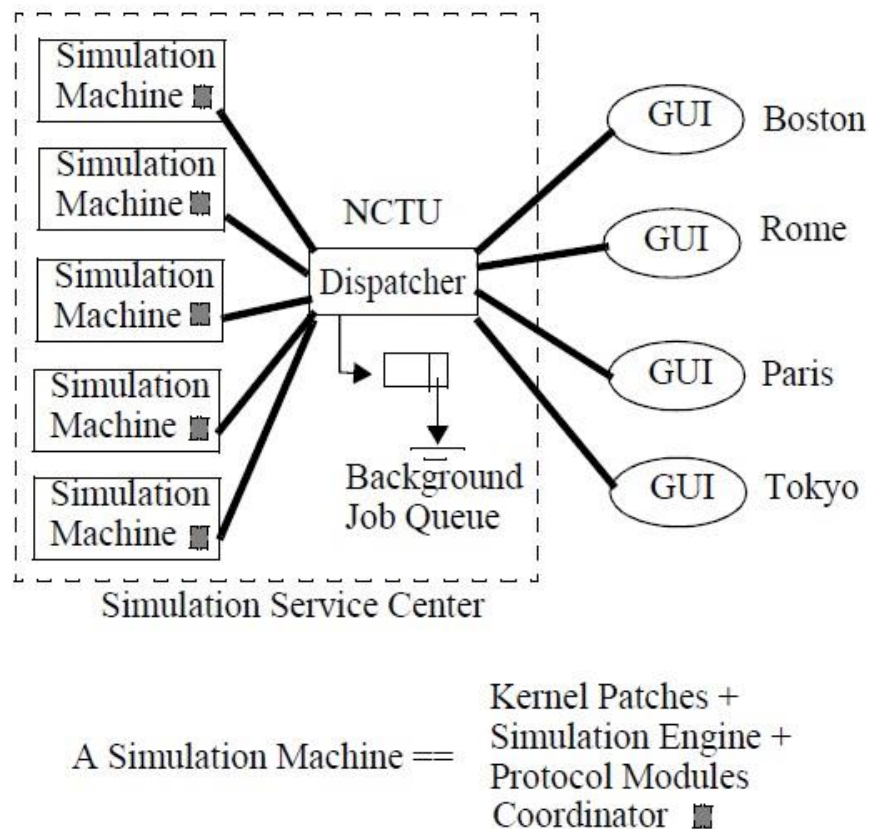 Simulation
Machine
Simulation
Machine
Simulation
Machine
Simulation
Machine
Simulation
Machine
NCTU
Dispatcher
Background
Job Queue
GUI
Boston
GUI
Rome
GUI
Paris
GUI
Tokyo
Simulation Service Center
A Simulation Machine ==
Kernel Patches +
Simulation Engine +
Protocol Modules
Coordinator